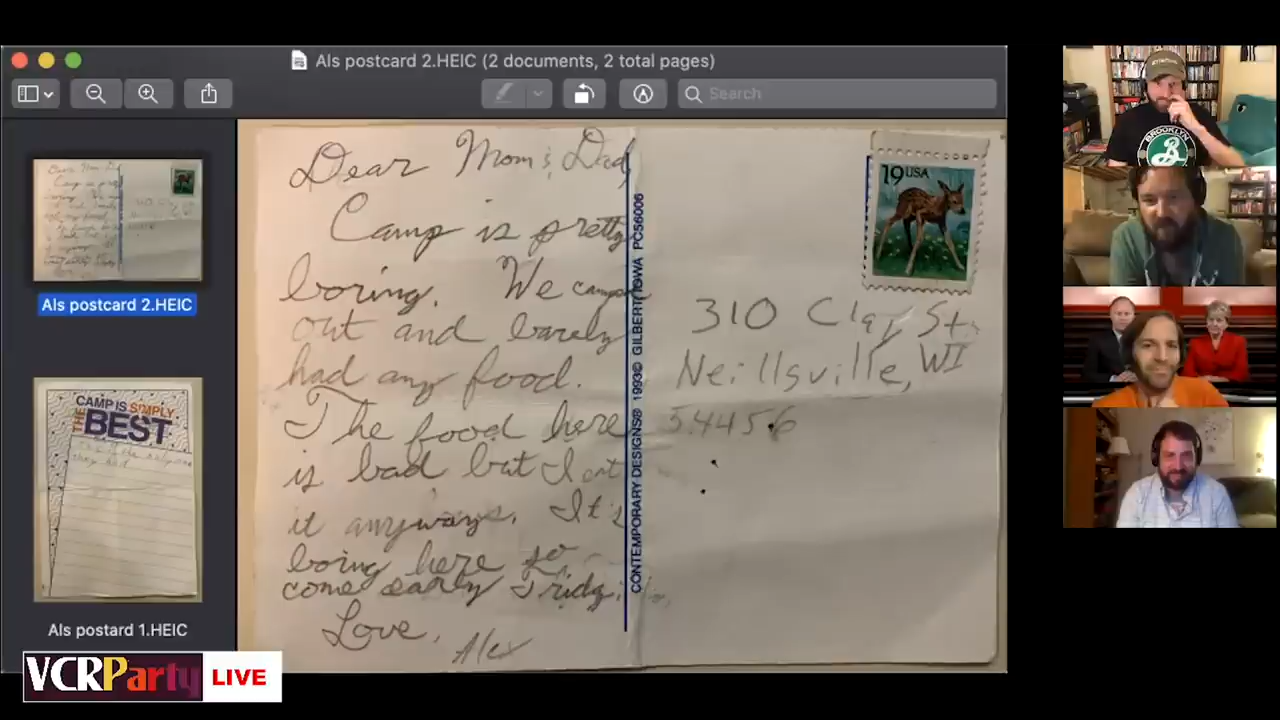 Als postcard 2.HEIC (2 documents, 2 total pages)
Search
Als postcard 2.HEIC
CAMP IS SIMPLY
THE BEST
they had
Als postard 1.HEIC
Dear Mom & Dad,
Camp is pretty
boring. We camped
out and barely
had any food.
The food here
is bad but I eat
it anyways. It's
boring here so
come early Friday.
Love,
Alex
CONTEMPORARY DESIGNS® 1993© GILBERT, IOWA PC56006
19 USA
310 Clay St.
Neillsville, WI
54456
BROOKLYN
B
VCRParty LIVE